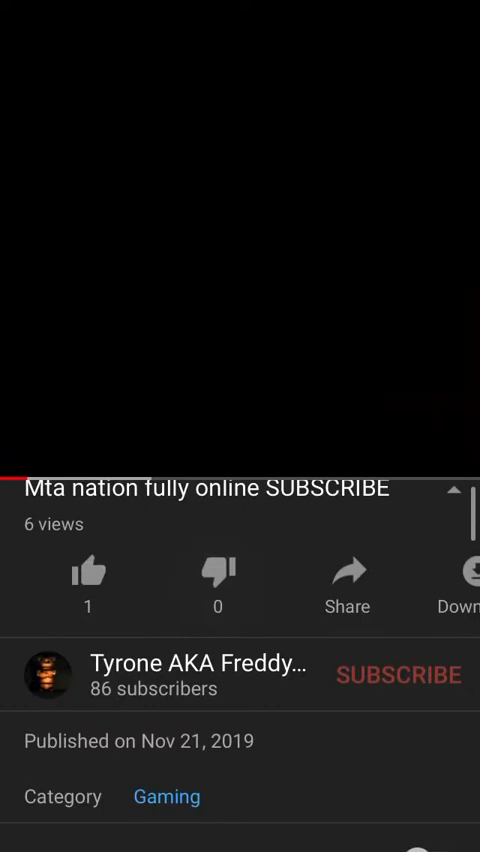 Mta nation fully online SUBSCRIBE
6 views
1
0
Share
Down
Tyrone AKA Freddy...
SUBSCRIBE
86 subscribers
Published on Nov 21, 2019
Category
Gaming